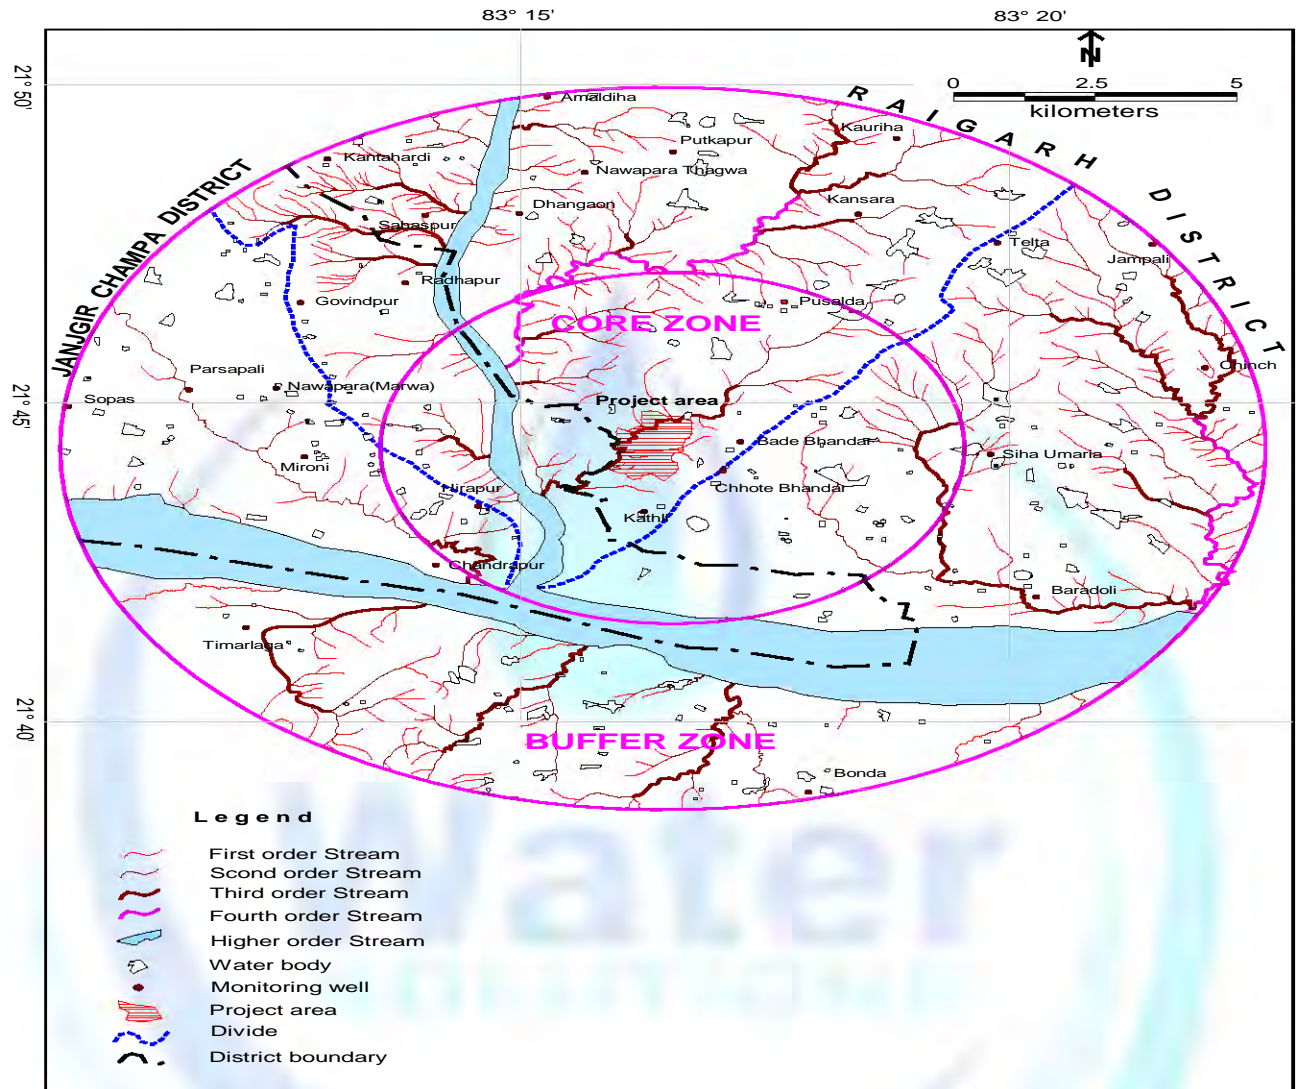 83° 15'
83° 20'
21° 50'
21° 45'
21° 40'
N
0 2.5 5
kilometers
RAIGARH DISTRICT
JANJGIR CHAMPA DISTRICT
Amaldiha
Kauriha
Putkapur
Kantahardi
Nawapara Thagwa
Kansara
Dhangaon
Sahaspur
Telta
Jampali
Radhapur
Govindpur
Pusalda
CORE ZONE
Chinch
Parsapali
Nawapara(Marwa)
Sopas
Project area
Bade Bhandar
Siha Umaria
Mironi
Hirapur
Chhote Bhandar
Kathli
Chandrapur
Baradoli
Timarlaga
BUFFER ZONE
Bonda
Legend
First order Stream
Scond order Stream
Third order Stream
Fourth order Stream
Higher order Stream
Water body
Monitoring well
Project area
Divide
District boundary
Water